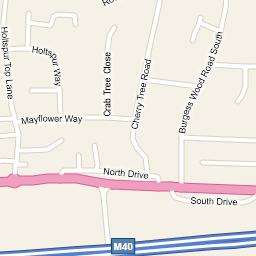 Holtspur Top Lane
Holtspur Way
Crab Tree Close
Cherry Tree Road
Burgess Wood Road South
Mayflower Way
North Drive
South Drive
M40